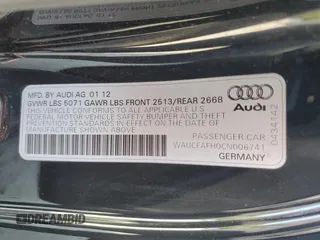 MFD. BY AUDI AG 01 12
GVWR LBS 5071 GAWR LBS FRONT 2513/REAR 2668
THIS VEHICLE CONFORMS TO ALL APPLICABLE U.S.
FEDERAL MOTOR VEHICLE SAFETY BUMPER AND THEFT
PREVENTION STANDARDS IN EFFECT ON THE DATE OF
MANUFACTURE SHOWN ABOVE
PASSENGER CAR
WAUCFAFH0CN006741
GERMANY
Audi
0434142
DREAMBID